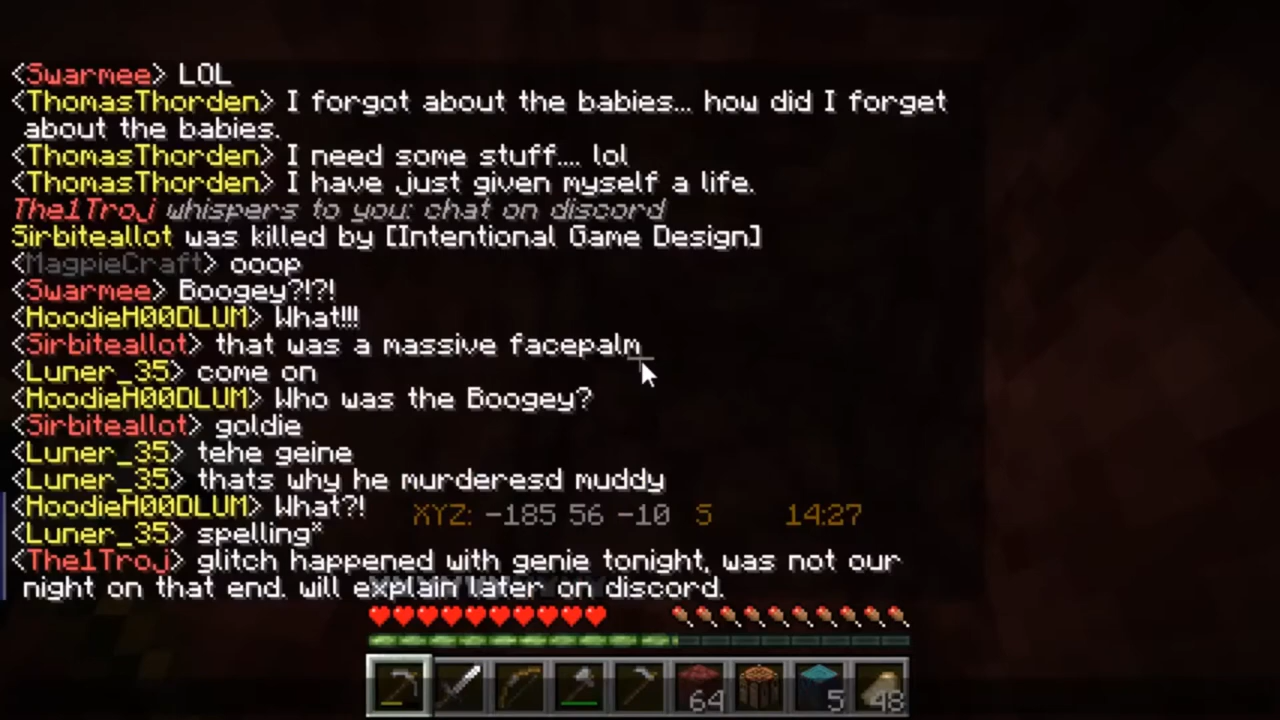 <Swarmee> LOL
<ThomasThorden> I forgot about the babies... how did I forget
about the babies.
<ThomasThorden> I need some stuff.... lol
<ThomasThorden> I have just given myself a life.
The1Troj whispers to you: chat on discord
Sirbiteallot was killed by [Intentional Game Design]
<MagpieCraft> ooop
<Swarmee> Boogey?!?!
<HoodieH00DLUM> What!!!
<Sirbiteallot> that was a massive facepalm
<Luner_35> come on
<HoodieH00DLUM> Who was the Boogey?
<Sirbiteallot> goldie
<Luner_35> tehe geine
<Luner_35> thats why he murderesd muddy
<HoodieH00DLUM> What?!
XYZ: -185 56 -10 S 14:27
<Luner_35> spelling*
<The1Troj> glitch happened with genie tonight, was not our
night on that end. will explain later on discord.
64 5 48